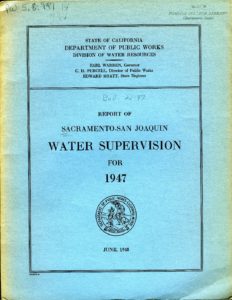 STATE OF CALIFORNIA
DEPARTMENT OF PUBLIC WORKS
DIVISION OF WATER RESOURCES
EARL WARREN, Governor
C. H. PURCELL, Director of Public Works
EDWARD HYATT, State Engineer
REPORT OF
SACRAMENTO-SAN JOAQUIN
WATER SUPERVISION
FOR
1947
JUNE, 1948